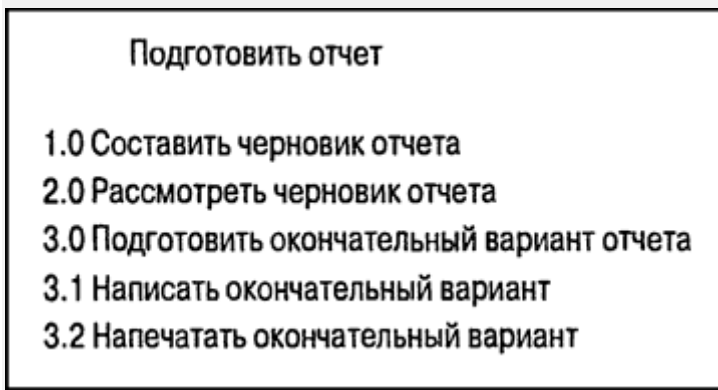 Подготовить отчет
1.0 Составить черновик отчета
2.0 Рассмотреть черновик отчета
3.0 Подготовить окончательный вариант отчета
3.1 Написать окончательный вариант
3.2 Напечатать окончательный вариант